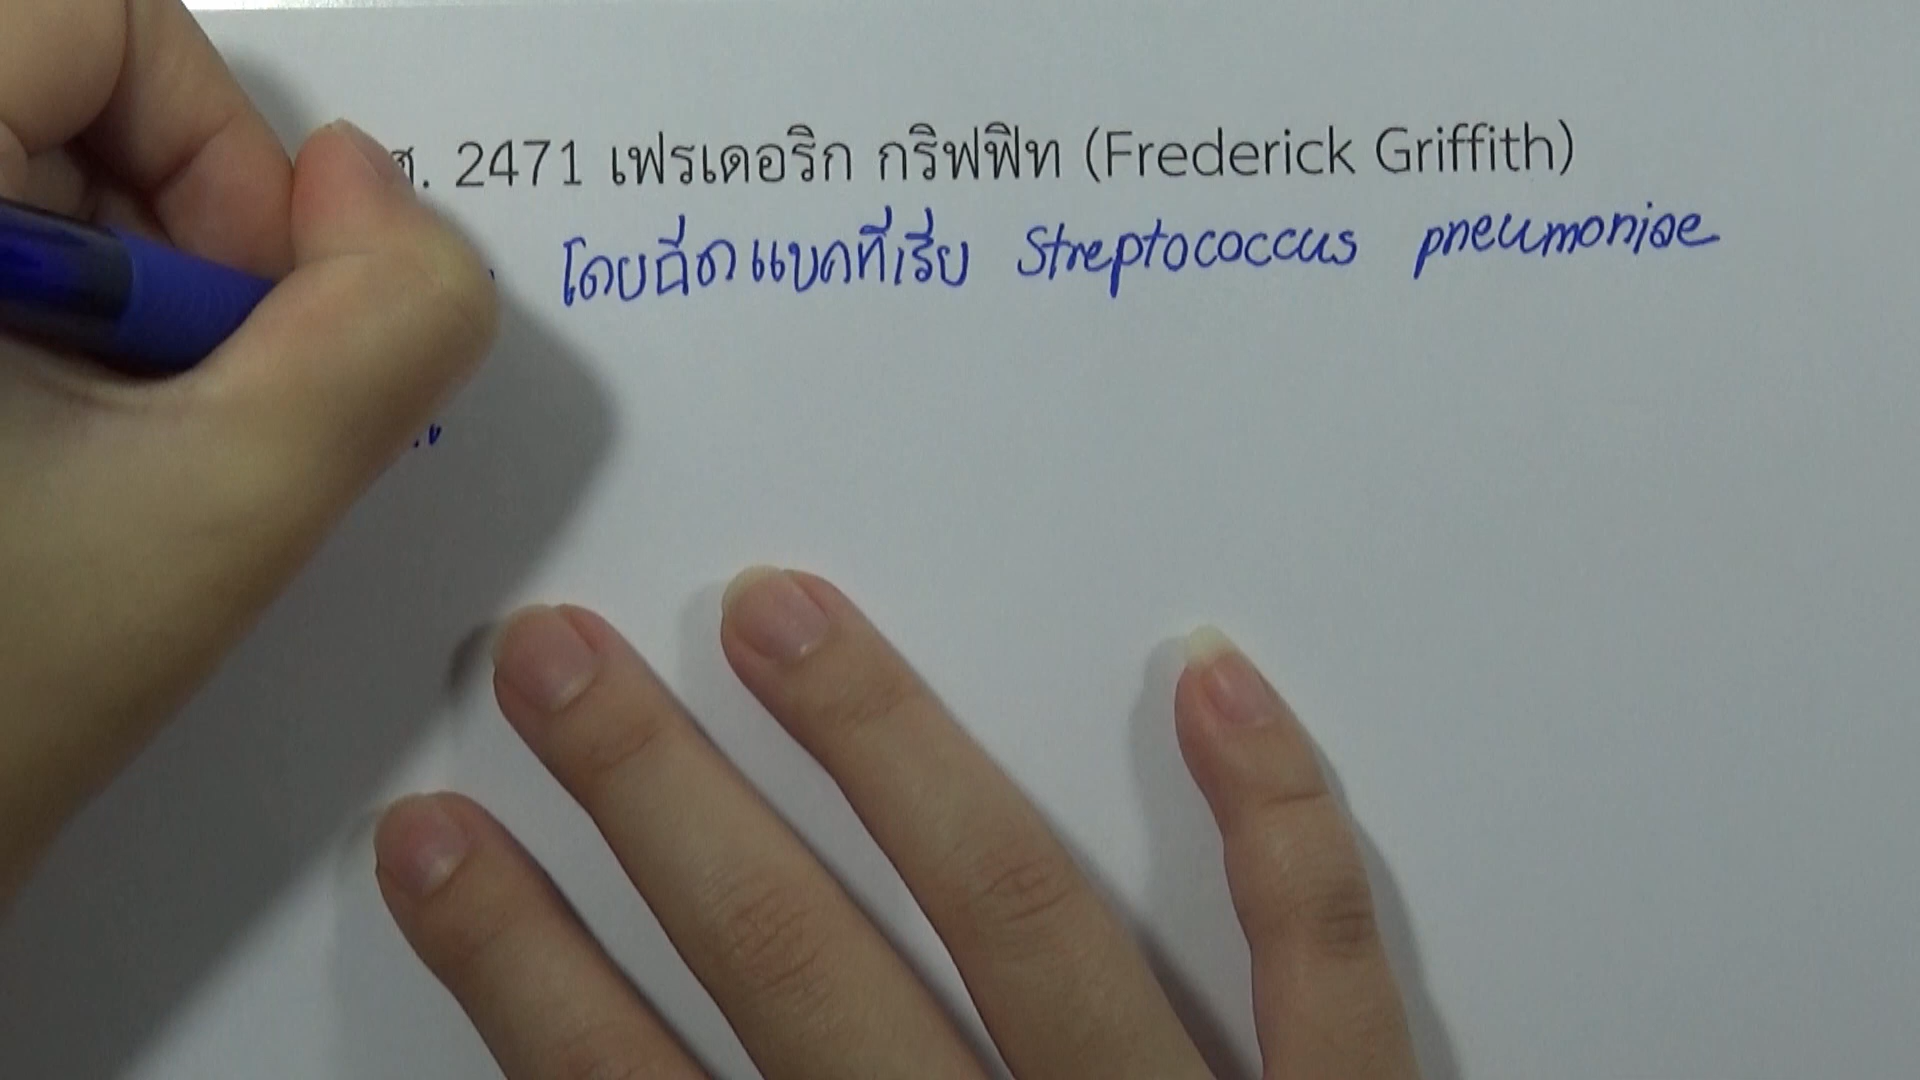 ศ. 2471 เฟรเดอริก กริฟฟิท (Frederick Griffith)
โดยฉีดแบคทีเรีย Streptococcus pneumoniae